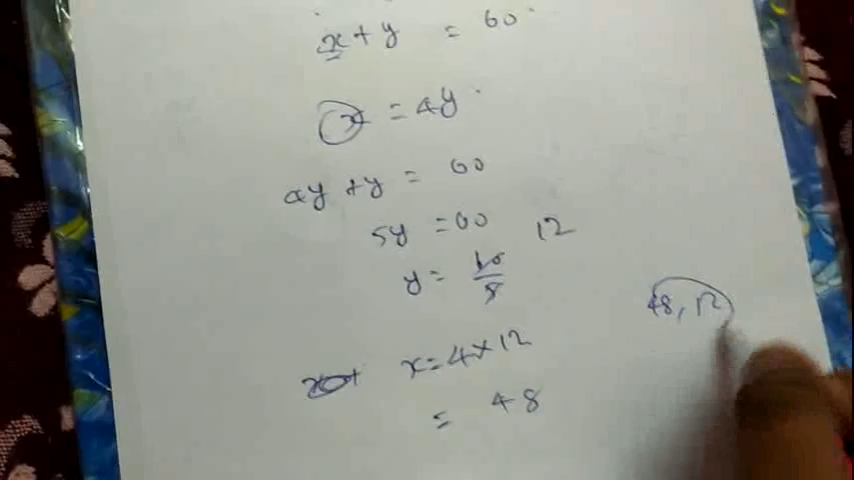 x + y = 60
x = 4y
4y + y = 60
5y = 60 12
y = 60/5
48, 12
x = 4 × 12
= 48